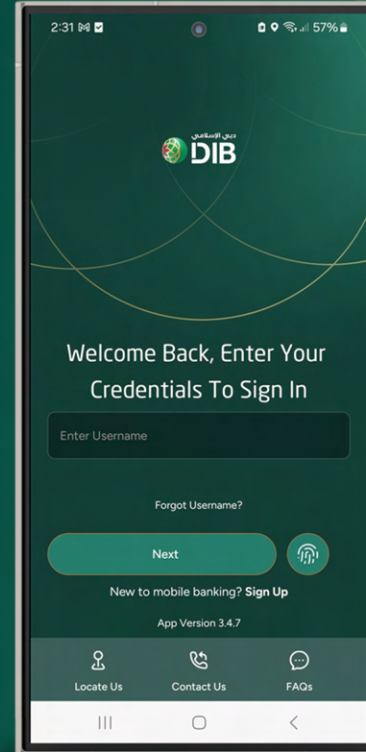 2:31
57%
دبي الإسلامي
DIB
Welcome Back, Enter Your
Credentials To Sign In
Enter Username
Forgot Username?
Next
New to mobile banking? Sign Up
App Version 3.4.7
Locate Us
Contact Us
FAQs